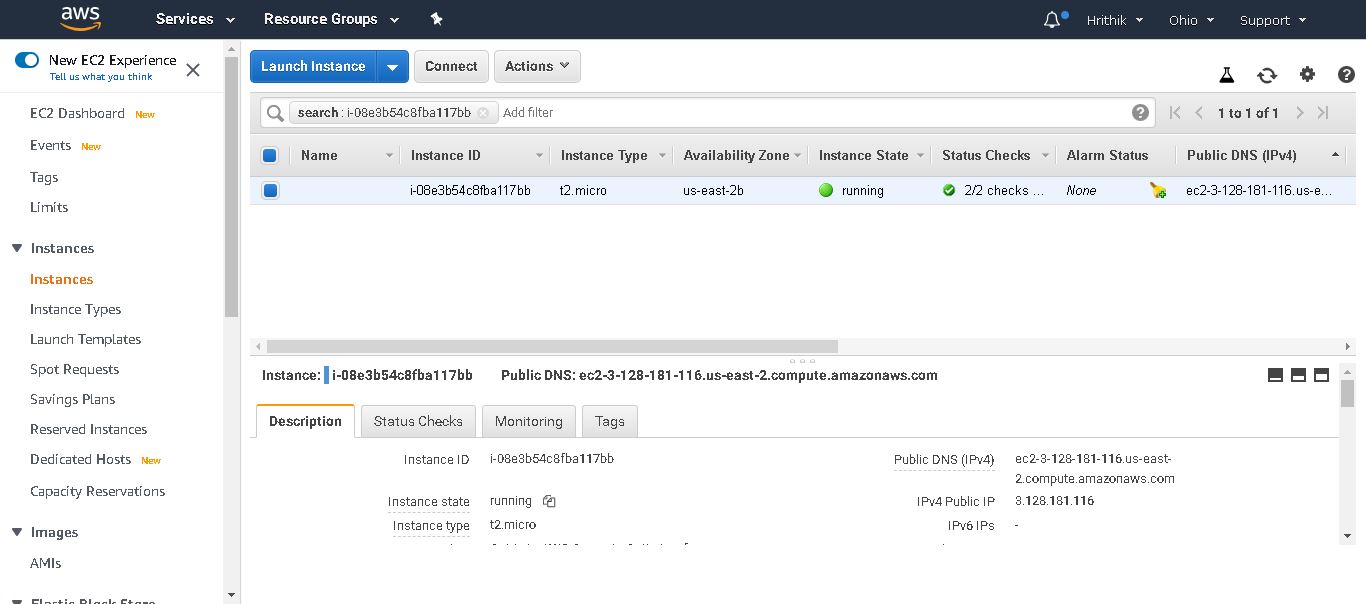 aws Services Resource Groups Hrithik Ohio Support
New EC2 Experience
Tell us what you think
EC2 Dashboard New
Events New
Tags
Limits
Instances
Instances
Instance Types
Launch Templates
Spot Requests
Savings Plans
Reserved Instances
Dedicated Hosts New
Capacity Reservations
Images
AMIs
Elastic Block Store
Launch Instance Connect Actions
search : i-08e3b54c8fba117bb Add filter 1 to 1 of 1
Name Instance ID Instance Type Availability Zone Instance State Status Checks Alarm Status Public DNS (IPv4)
i-08e3b54c8fba117bb t2.micro us-east-2b running 2/2 checks ... None ec2-3-128-181-116.us-e...
Instance: i-08e3b54c8fba117bb Public DNS: ec2-3-128-181-116.us-east-2.compute.amazonaws.com
Description Status Checks Monitoring Tags
Instance ID i-08e3b54c8fba117bb Public DNS (IPv4) ec2-3-128-181-116.us-east-
2.compute.amazonaws.com
Instance state running IPv4 Public IP 3.128.181.116
Instance type t2.micro IPv6 IPs -